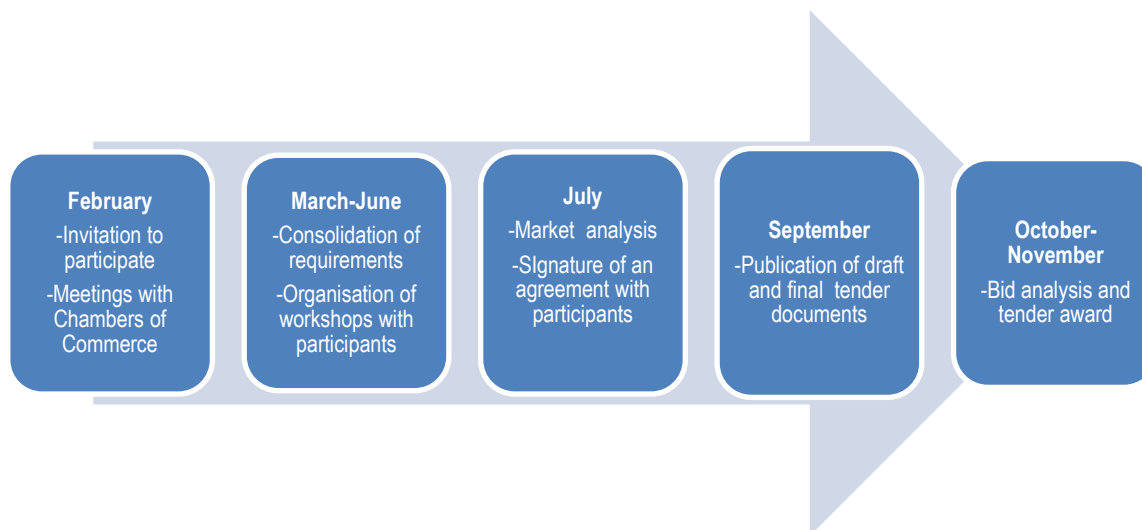 February
-Invitation to
participate
-Meetings with
Chambers of
Commerce
March-June
-Consolidation of
requirements
-Organisation of
workshops with
participants
July
-Market analysis
-SIgnature of an
agreement with
participants
September
-Publication of draft
and final tender
documents
October-
November
-Bid analysis and
tender award